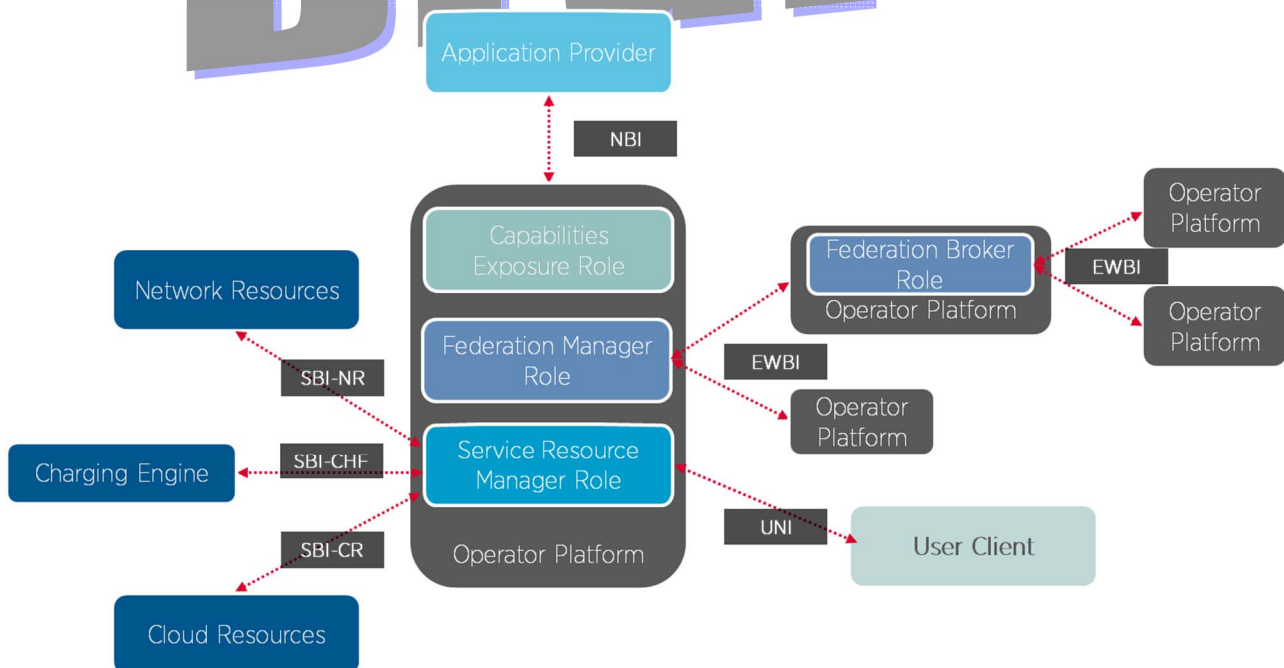 Application Provider
NBI
Capabilities
Exposure Role
Federation Manager
Role
Service Resource
Manager Role
Operator Platform
Network Resources
SBI-NR
Charging Engine
SBI-CHF
SBI-CR
Cloud Resources
Federation Broker
Role
Operator Platform
EWBI
Operator
Platform
EWBI
Operator
Platform
Operator
Platform
UNI
User Client